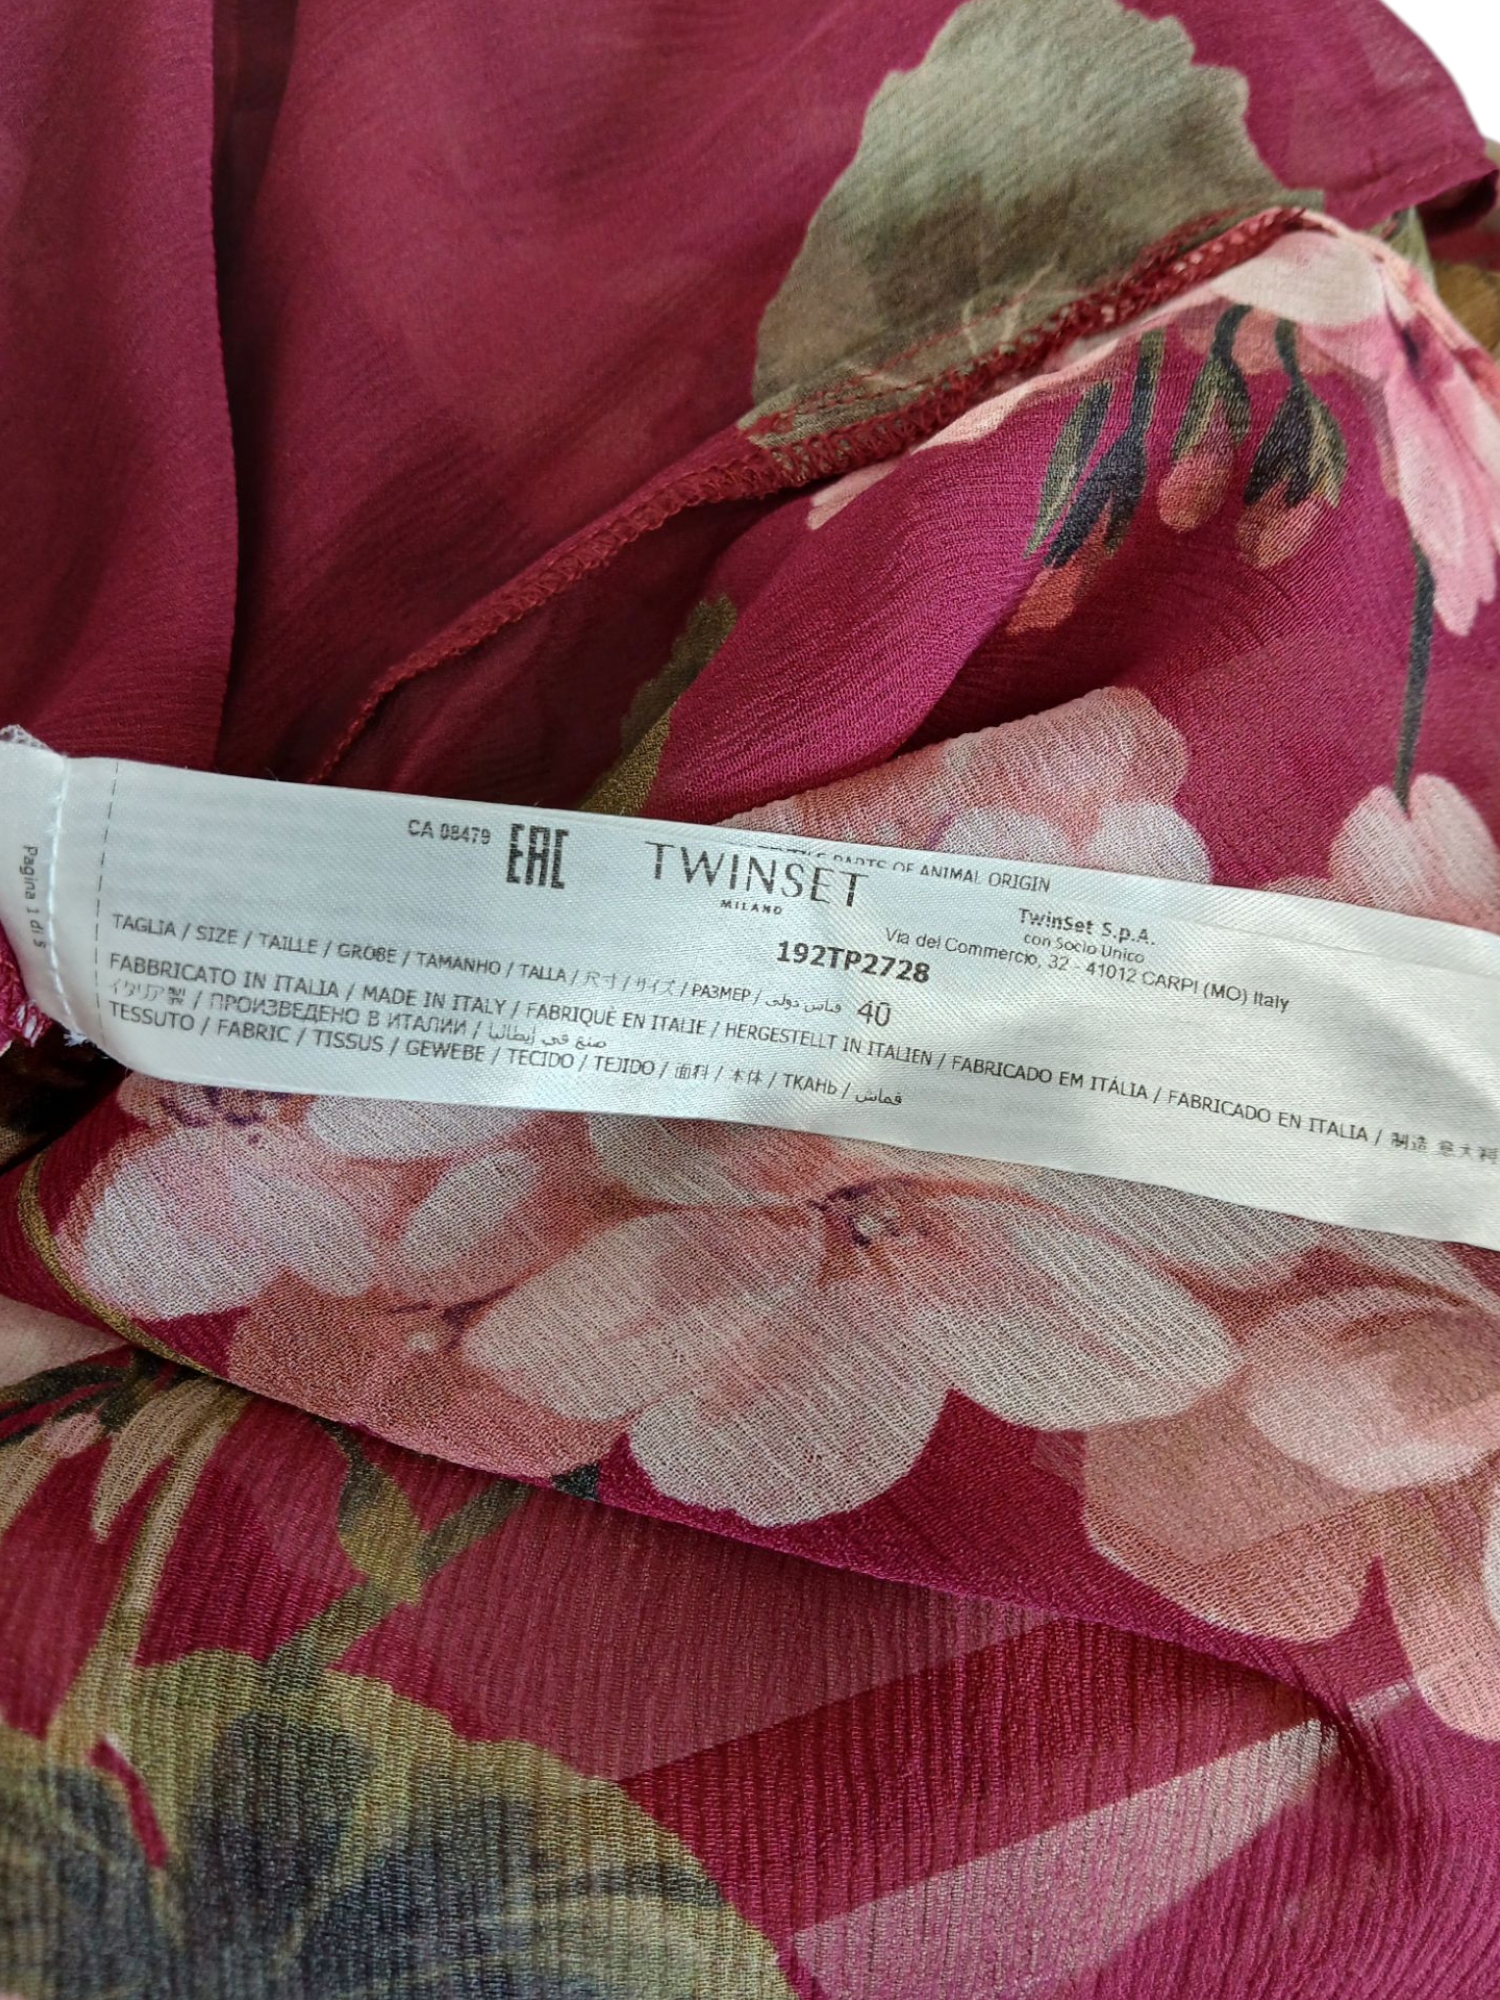 Pagina 1 di 5
CA 08479 EAC TWINSET PARTS OF ANIMAL ORIGIN
MILANO
TwinSet S.p.A.
con Socio Unico
192TP2728 Via del Commercio, 32 - 41012 CARPI (MO) Italy
TAGLIA / SIZE / TAILLE / GROBE / TAMANHO / TALLA / 尺寸 / サイズ / РАЗМЕР / مقاس دولي 40
FABBRICATO IN ITALIA / MADE IN ITALY / FABRIQUÉ EN ITALIE / HERGESTELLT IN ITALIEN / FABRICADO EM ITÁLIA / FABRICADO EN ITALIA / 制造 意大利
イタリア製 / ПРОИЗВЕДЕНО В ИТАЛИИ / صنع في إيطاليا
TESSUTO / FABRIC / TISSUS / GEWEBE / TECIDO / TEJIDO / 面料 / 本体 / ТКАНЬ / قماش